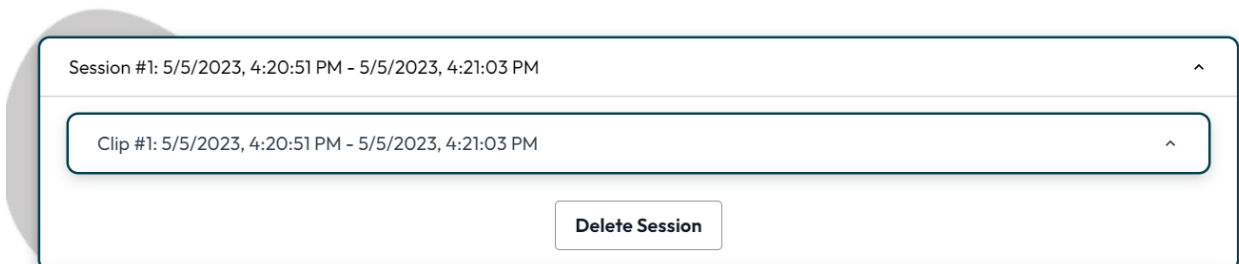 Session #1: 5/5/2023, 4:20:51 PM - 5/5/2023, 4:21:03 PM
Clip #1: 5/5/2023, 4:20:51 PM - 5/5/2023, 4:21:03 PM
Delete Session